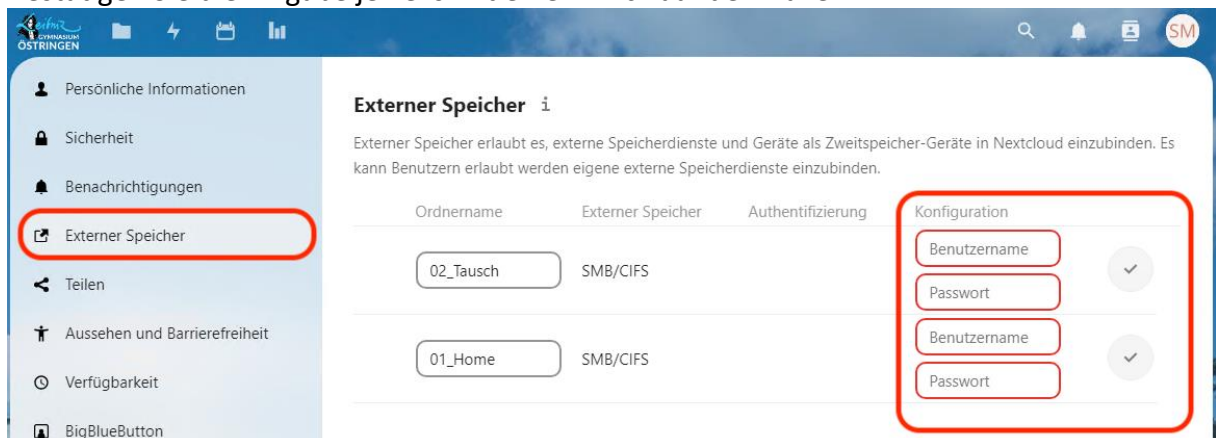 Leibniz
GYMNASIUM
ÖSTRINGEN
SM
Persönliche Informationen
Sicherheit
Benachrichtigungen
Externer Speicher
Teilen
Aussehen und Barrierefreiheit
Verfügbarkeit
BigBlueButton
Externer Speicher i
Externer Speicher erlaubt es, externe Speicherdienste und Geräte als Zweitspeicher-Geräte in Nextcloud einzubinden. Es
kann Benutzern erlaubt werden eigene externe Speicherdienste einzubinden.
Ordnername Externer Speicher Authentifizierung Konfiguration
02_Tausch SMB/CIFS Benutzername
Passwort
01_Home SMB/CIFS Benutzername
Passwort